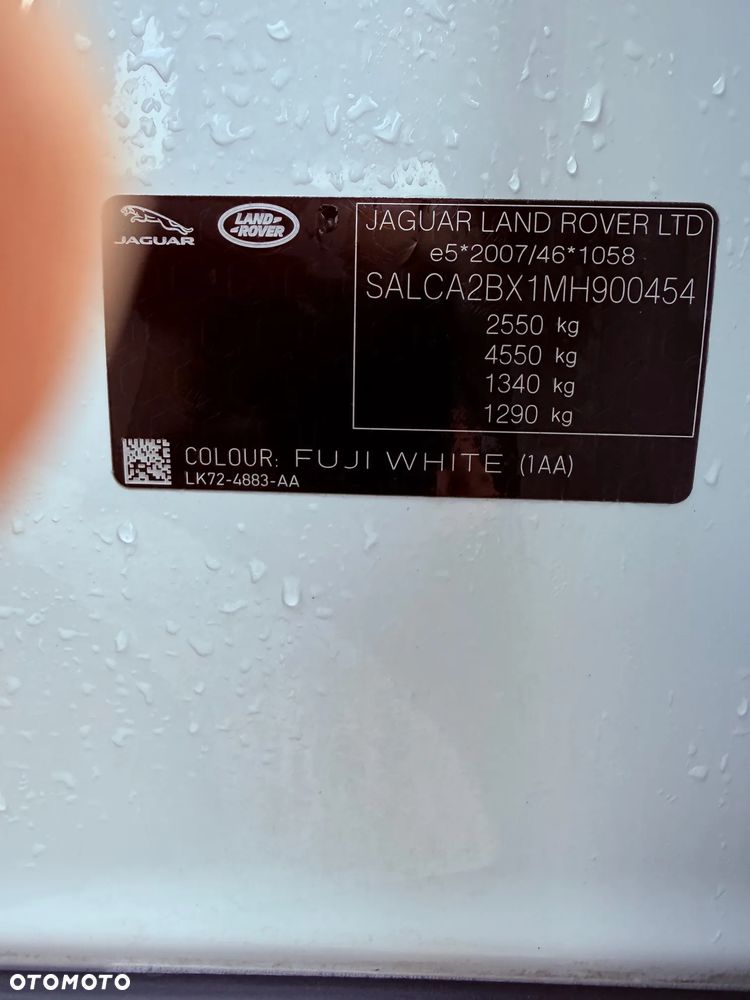 JAGUAR
LAND
ROVER
JAGUAR LAND ROVER LTD
e5*2007/46*1058
SALCA2BX1MH900454
2550 kg
4550 kg
1340 kg
1290 kg
COLOUR: FUJI WHITE (1AA)
LK72-4883-AA
OTOMOTO